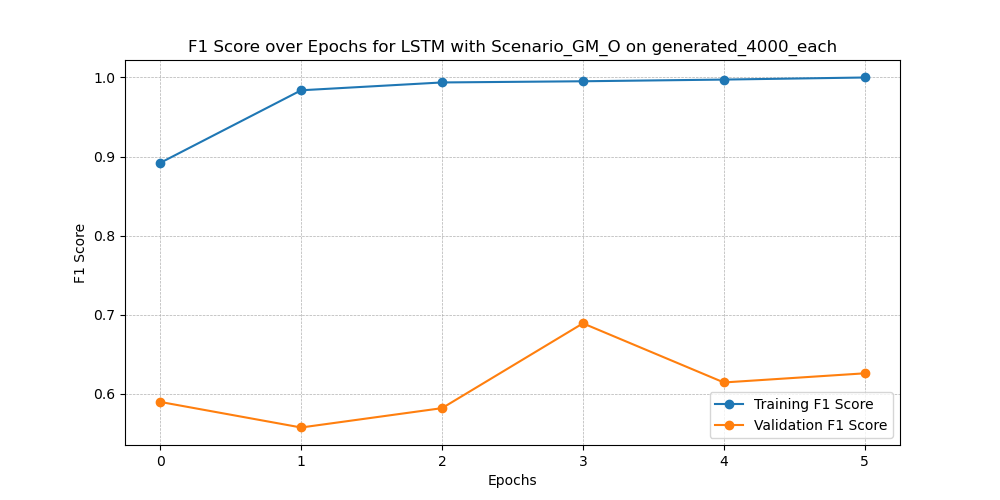 F1 Score over Epochs for LSTM with Scenario_GM_O on generated_4000_each
F1 Score
1.0
0.9
0.8
0.7
0.6
Training F1 Score
Validation F1 Score
0 1 2 3 4 5
Epochs